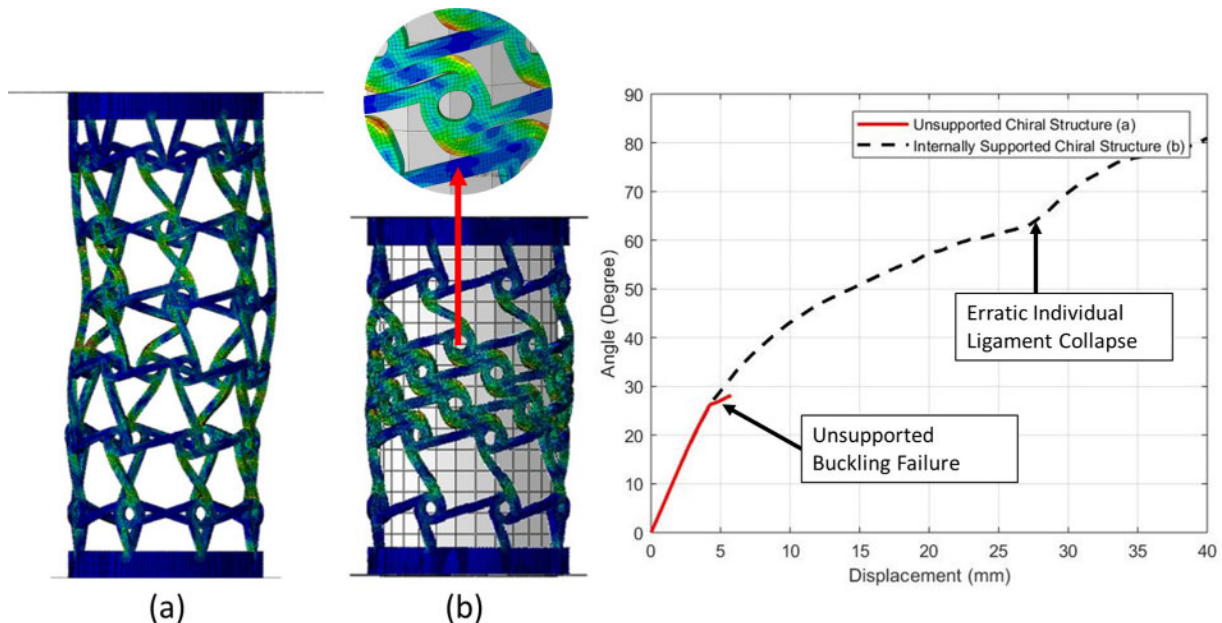 (a)
(b)
90
80
70
60
50
40
30
20
10
0
Angle (Degree)
Unsupported Chiral Structure (a)
Internally Supported Chiral Structure (b)
Erratic Individual
Ligament Collapse
Unsupported
Buckling Failure
0 5 10 15 20 25 30 35 40
Displacement (mm)